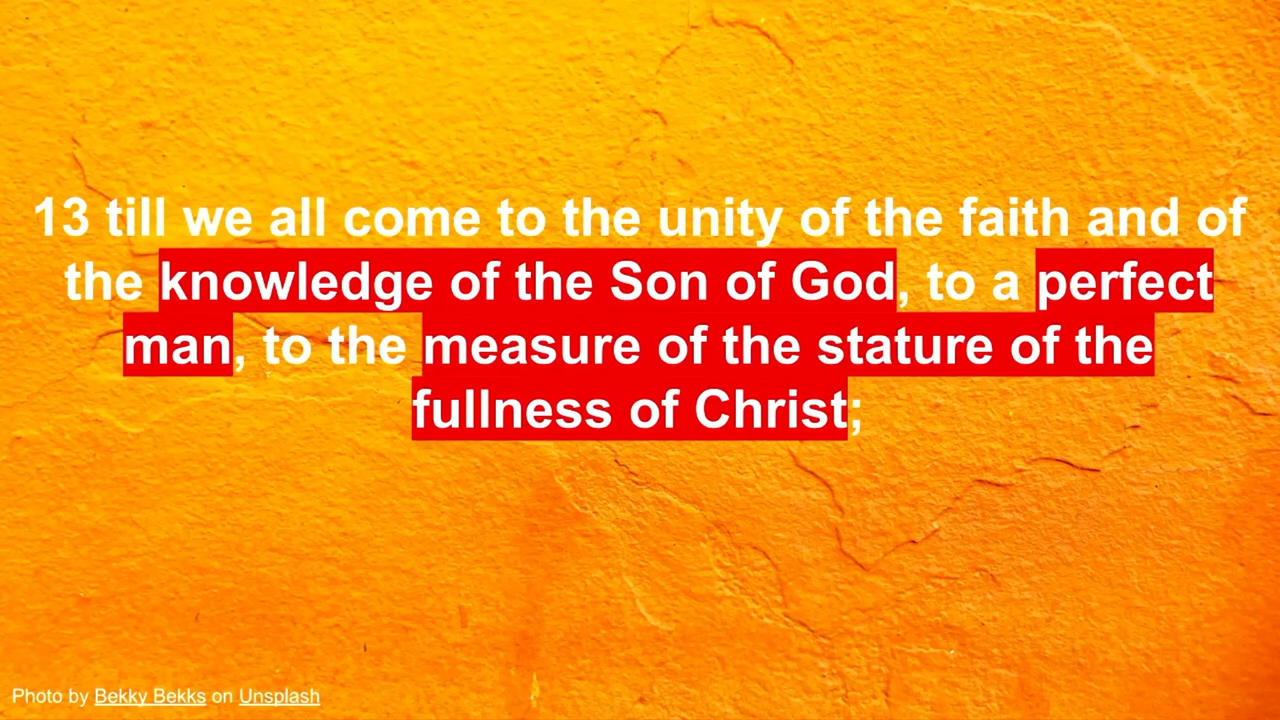 13 till we all come to the unity of the faith and of
the knowledge of the Son of God, to a perfect
man, to the measure of the stature of the
fullness of Christ;
Photo by Bekky Bekks on Unsplash